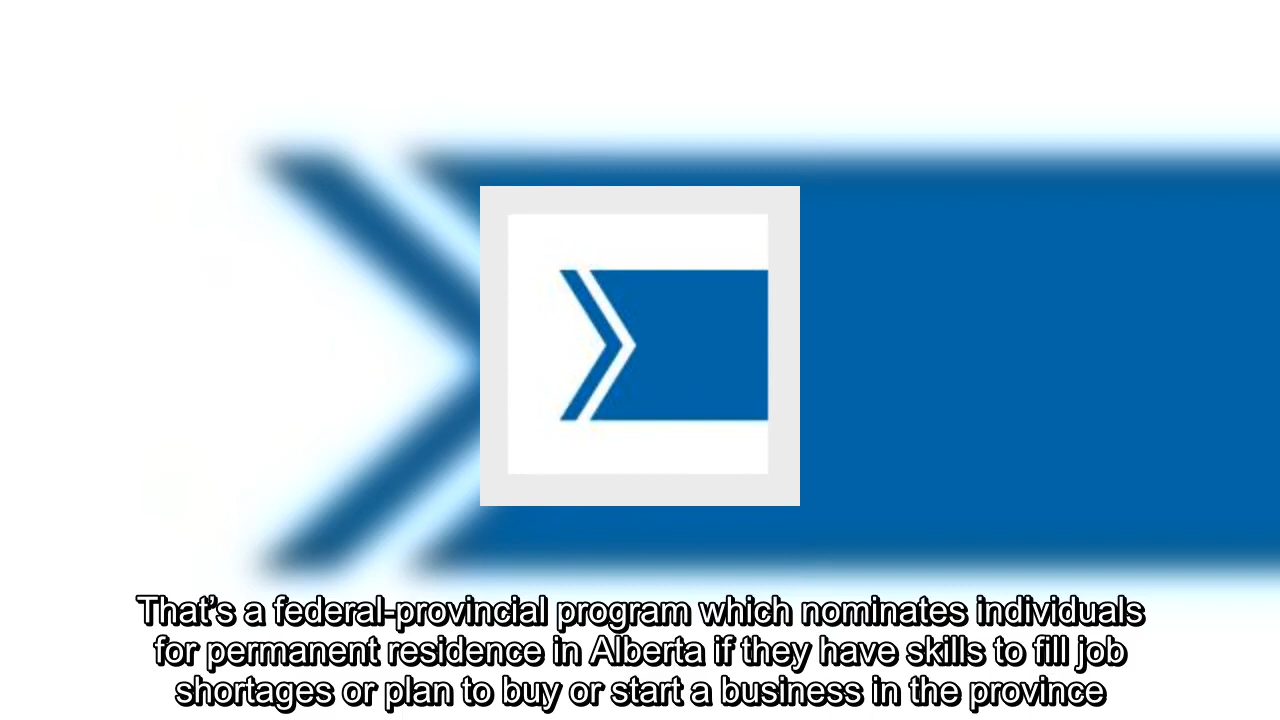 That's a federal-provincial program which nominates individuals
for permanent residence in Alberta if they have skills to fill job
shortages or plan to buy or start a business in the province